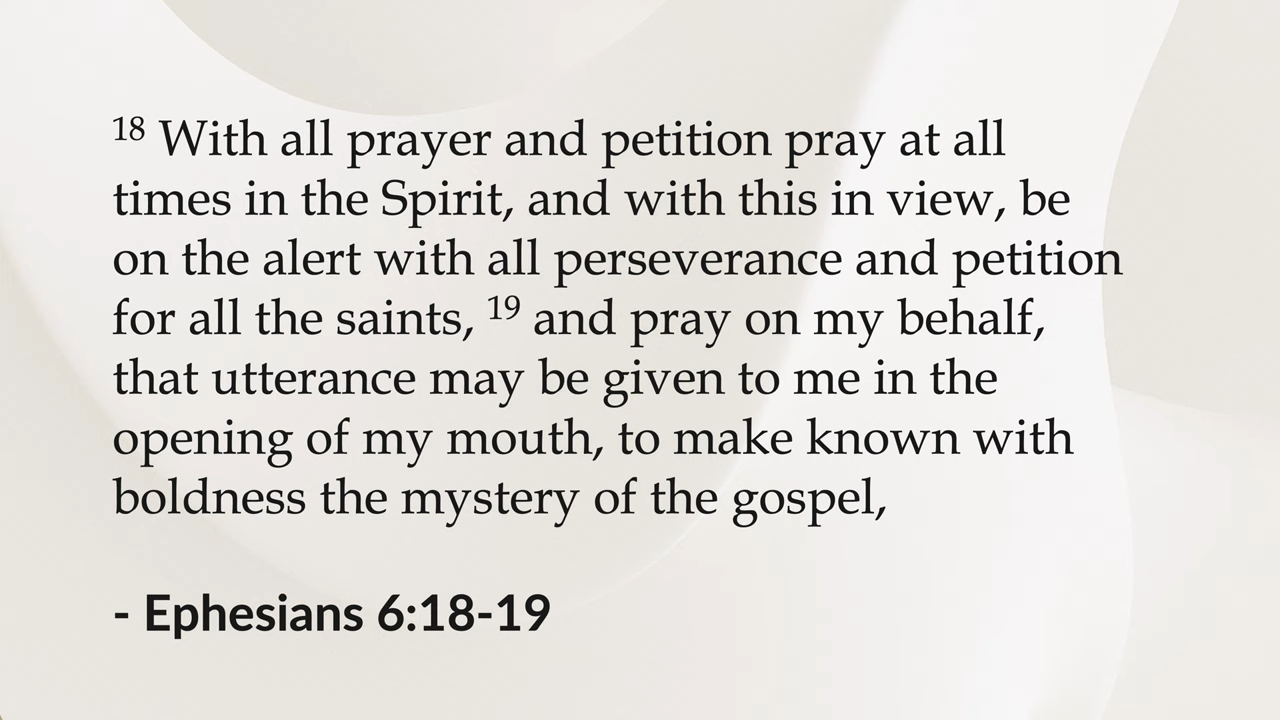 18 With all prayer and petition pray at all
times in the Spirit, and with this in view, be
on the alert with all perseverance and petition
for all the saints, 19 and pray on my behalf,
that utterance may be given to me in the
opening of my mouth, to make known with
boldness the mystery of the gospel,
- Ephesians 6:18-19